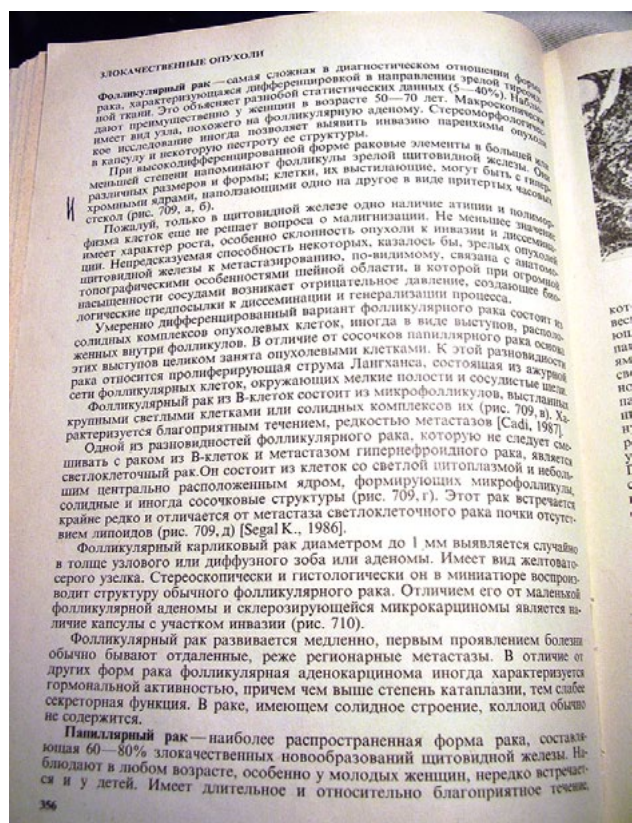 ЗЛОКАЧЕСТВЕННЫЕ ОПУХОЛИ
Фолликулярный рак — самая сложная в диагностическом отношении форма
рака, характеризующаяся дифференцировкой в направлении зрелой тиреоид-
ной ткани. Это объясняет разнобой статистических данных (5—40%). Наблю-
дают преимущественно у женщин в возрасте 50—70 лет. Макроскопически
имеет вид узла, похожего на фолликулярную аденому. Стереоморфологичес-
кое исследование иногда позволяет выявить инвазию паренхимы опухоли
в капсулу и некоторую пестроту ее структуры.
При высокодифференцированной форме раковые элементы в большей или
меньшей степени напоминают фолликулы зрелой щитовидной железы. Они
различных размеров и формы; клетки, их выстилающие, могут быть с гипер-
хромными ядрами, наползающими одно на другое в виде притертых часовых
стекол (рис. 709, а, б).
И
Пожалуй, только в щитовидной железе одно наличие атипии и полимор-
физма клеток еще не решает вопроса о малигнизации. Не меньшее значение
имеет характер роста, особенно склонность опухоли к инвазии и диссемина-
ции. Непредсказуемая способность некоторых, казалось бы, зрелых опухолей
щитовидной железы к метастазированию, по-видимому, связана с анатомо-
топографическими особенностями шейной области, в которой при огромной
насыщенности сосудами возникает отрицательное давление, создающее био-
логические предпосылки к диссеминации и генерализации процесса.
Умеренно дифференцированный вариант фолликулярного рака состоит из
солидных комплексов опухолевых клеток, иногда в виде выступов, располо-
женных внутри фолликулов. В отличие от сосочков папиллярного рака основа
этих выступов целиком занята опухолевыми клетками. К этой разновидности
рака относится пролиферирующая струма Лангханса, состоящая из ажурной
сети фолликулярных клеток, окружающих мелкие полости и сосудистые щели.
Фолликулярный рак из В-клеток состоит из микрофолликулов, выстланных
крупными светлыми клетками или солидных комплексов их (рис. 709, в). Ха-
рактеризуется благоприятным течением, редкостью метастазов [Cadi, 1987].
Одной из разновидностей фолликулярного рака, которую не следует сме-
шивать с раком из В-клеток и метастазом гипернефроидного рака, является
светлоклеточный рак.Он состоит из клеток со светлой цитоплазмой и неболь-
шим центрально расположенным ядром, формирующих микрофолликулы,
солидные и иногда сосочковые структуры (рис. 709, г). Этот рак встречается
крайне редко и отличается от метастаза светлоклеточного рака почки отсутст-
вием липоидов (рис. 709, д) [Segal K., 1986].
Фолликулярный карликовый рак диаметром до 1 мм выявляется случайно
в толще узлового или диффузного зоба или аденомы. Имеет вид желтовато-
серого узелка. Стереоскопически и гистологически он в миниатюре воспроиз-
водит структуру обычного фолликулярного рака. Отличием его от маленькой
фолликулярной аденомы и склерозирующейся микрокарциномы является на-
личие капсулы с участком инвазии (рис. 710).
Фолликулярный рак развивается медленно, первым проявлением болезни
обычно бывают отдаленные, реже регионарные метастазы. В отличие от
других форм рака фолликулярная аденокарцинома иногда характеризуется
гормональной активностью, причем чем выше степень катаплазии, тем слабее
секреторная функция. В раке, имеющем солидное строение, коллоид обычно
не содержится.
Папиллярный рак — наиболее распространенная форма рака, составля-
ющая 60—80% злокачественных новообразований щитовидной железы. На-
блюдают в любом возрасте, особенно у молодых женщин, нередко встречает-
ся и у детей. Имеет длительное и относительно благоприятное течение.
356